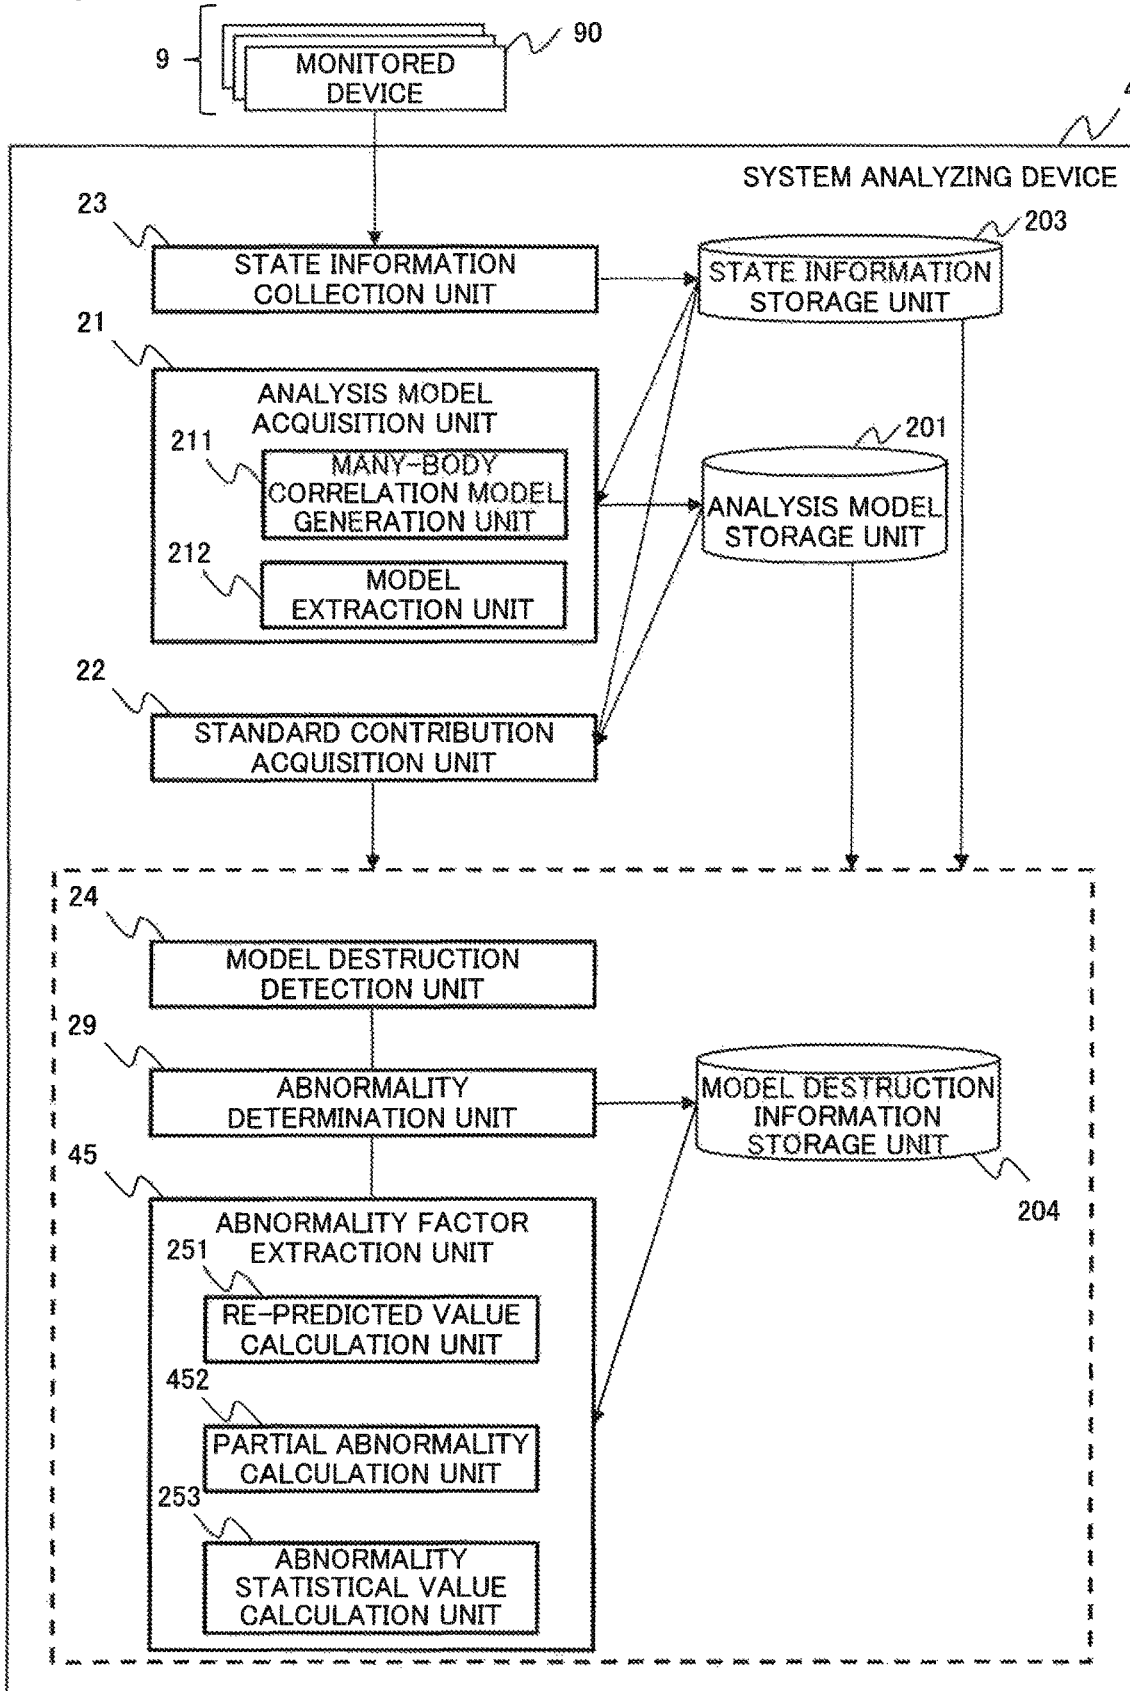 9
90
MONITORED
DEVICE
4
SYSTEM ANALYZING DEVICE
23
STATE INFORMATION
COLLECTION UNIT
203
STATE INFORMATION
STORAGE UNIT
21
ANALYSIS MODEL
ACQUISITION UNIT
211
MANY-BODY
CORRELATION MODEL
GENERATION UNIT
201
ANALYSIS MODEL
STORAGE UNIT
212
MODEL
EXTRACTION UNIT
22
STANDARD CONTRIBUTION
ACQUISITION UNIT
24
MODEL DESTRUCTION
DETECTION UNIT
29
ABNORMALITY
DETERMINATION UNIT
MODEL DESTRUCTION
INFORMATION
STORAGE UNIT
204
45
ABNORMALITY FACTOR
EXTRACTION UNIT
251
RE-PREDICTED VALUE
CALCULATION UNIT
452
PARTIAL ABNORMALITY
CALCULATION UNIT
253
ABNORMALITY
STATISTICAL VALUE
CALCULATION UNIT